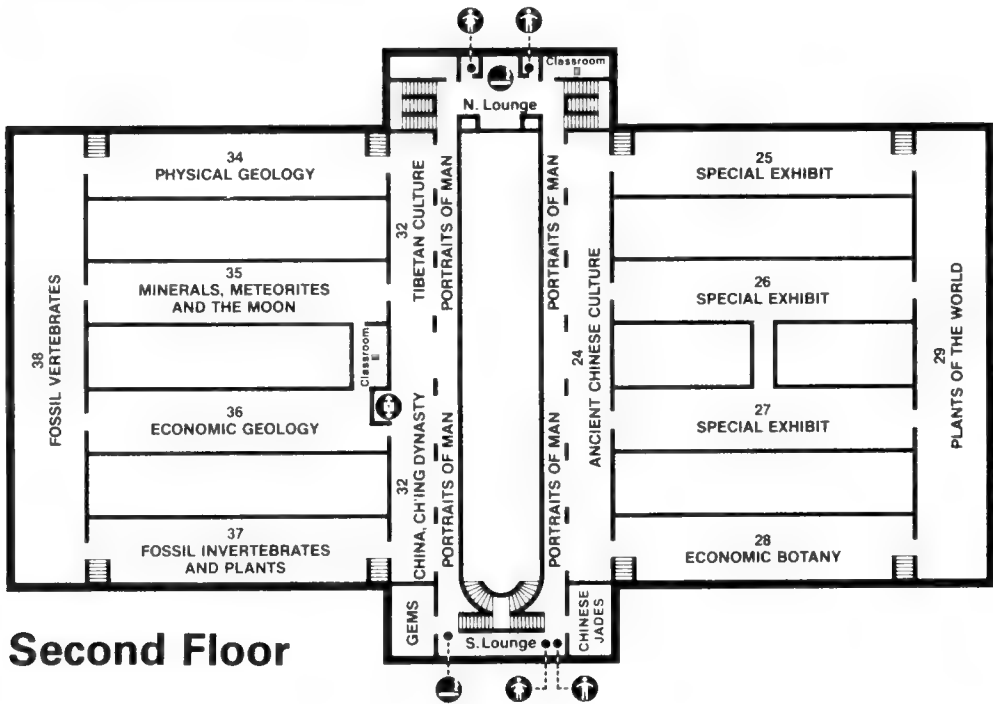 Classroom
N. Lounge
34
PHYSICAL GEOLOGY
32
TIBETAN CULTURE
PORTRAITS OF MAN
PORTRAITS OF MAN
25
SPECIAL EXHIBIT
35
MINERALS, METEORITES
AND THE MOON
26
SPECIAL EXHIBIT
38
FOSSIL VERTEBRATES
Classroom
24
ANCIENT CHINESE CULTURE
29
PLANTS OF THE WORLD
36
ECONOMIC GEOLOGY
32
CHINA, CH'ING DYNASTY
PORTRAITS OF MAN
PORTRAITS OF MAN
27
SPECIAL EXHIBIT
37
FOSSIL INVERTEBRATES
AND PLANTS
28
ECONOMIC BOTANY
GEMS
S. Lounge
CHINESE
JADES
Second Floor